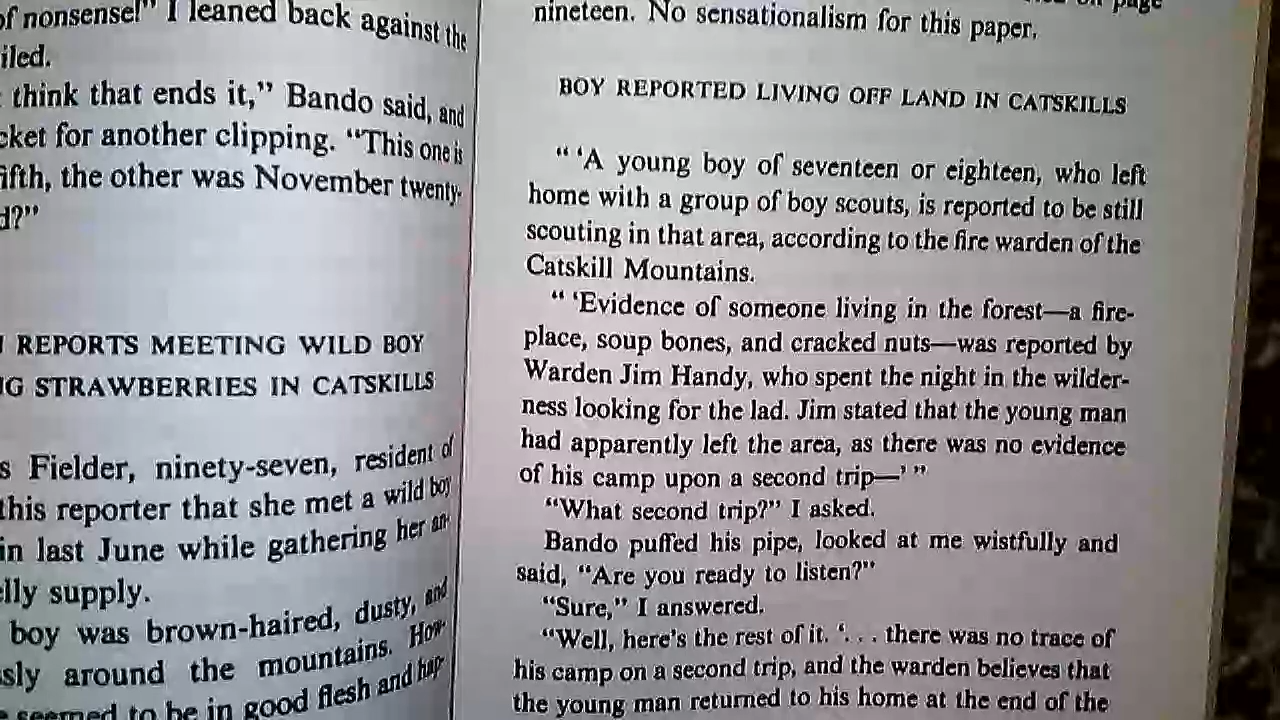 of nonsense!" I leaned back against the
iled.
think that ends it," Bando said, and
cket for another clipping. "This one is
ifth, the other was November twenty-
d?"
REPORTS MEETING WILD BOY
NG STRAWBERRIES IN CATSKILLS
s Fielder, ninety-seven, resident of
this reporter that she met a wild boy
in last June while gathering her an-
elly supply.
boy was brown-haired, dusty, and
sly around the mountains. How-
seemed to be in good flesh and hap-
on page
nineteen. No sensationalism for this paper.
BOY REPORTED LIVING OFF LAND IN CATSKILLS
" 'A young boy of seventeen or eighteen, who left
home with a group of boy scouts, is reported to be still
scouting in that area, according to the fire warden of the
Catskill Mountains.
" 'Evidence of someone living in the forest—a fire-
place, soup bones, and cracked nuts—was reported by
Warden Jim Handy, who spent the night in the wilder-
ness looking for the lad. Jim stated that the young man
had apparently left the area, as there was no evidence
of his camp upon a second trip—' "
"What second trip?" I asked.
Bando puffed his pipe, looked at me wistfully and
said, "Are you ready to listen?"
"Sure," I answered.
"Well, here's the rest of it. '. . . there was no trace of
his camp on a second trip, and the warden believes that
the young man returned to his home at the end of the